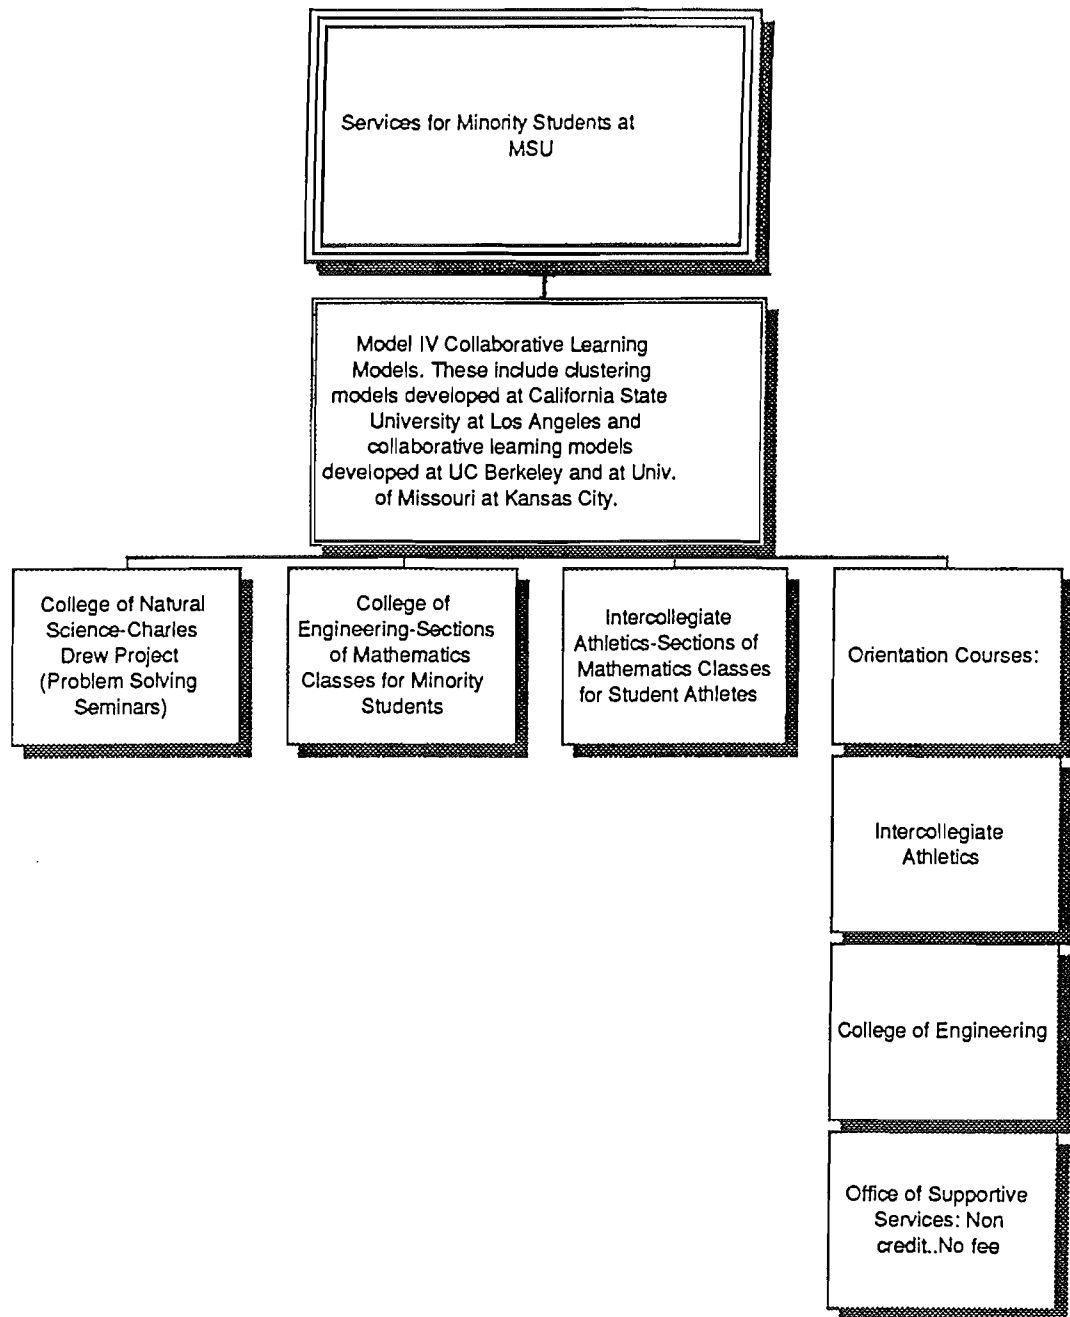 Services for Minority Students at
MSU
Model IV Collaborative Learning
Models. These include clustering
models developed at California State
University at Los Angeles and
collaborative learning models
developed at UC Berkeley and at Univ.
of Missouri at Kansas City.
College of Natural
Science-Charles
Drew Project
(Problem Solving
Seminars)
College of
Engineering-Sections
of Mathematics
Classes for Minority
Students
Intercollegiate
Athletics-Sections of
Mathematics Classes
for Student Athletes
Orientation Courses:
Intercollegiate
Athletics
College of Engineering
Office of Supportive
Services: Non
credit..No fee